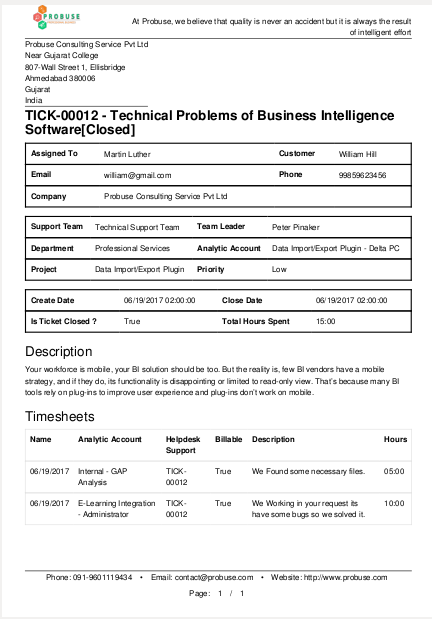 PROBUSE
At Probuse, we believe that quality is never an accident but it is always the result
of intelligent effort
Probuse Consulting Service Pvt Ltd
Near Gujarat College
807-Wall Street 1, Ellisbridge
Ahmedabad 380006
Gujarat
India
TICK-00012 - Technical Problems of Business Intelligence
Software[Closed]
Assigned To Martin Luther Customer William Hill
Email william@gmail.com Phone 99859623456
Company Probuse Consulting Service Pvt Ltd
Support Team Technical Support Team Team Leader Peter Pinaker
Department Professional Services Analytic Account Data Import/Export Plugin - Delta PC
Project Data Import/Export Plugin Priority Low
Create Date 06/19/2017 02:00:00 Close Date 06/19/2017 02:00:00
Is Ticket Closed ? True Total Hours Spent 15:00
Description
Your workforce is mobile, your BI solution should be too. But the reality is, few BI vendors have a mobile
strategy, and if they do, its functionality is disappointing or limited to read-only view. That's because many BI
tools rely on plug-ins to improve user experience and plug-ins don't work on mobile.
Timesheets
Name Analytic Account Helpdesk Billable Description Hours
Support
06/19/2017 Internal - GAP TICK- True We Found some necessary files. 05:00
Analysis 00012
06/19/2017 E-Learning Integration TICK- True We Working in your request its 10:00
- Administrator 00012 have some bugs so we solved it.
Phone: 091-9601119434 • Email: contact@probuse.com • Website: http://www.probuse.com
Page: 1 / 1